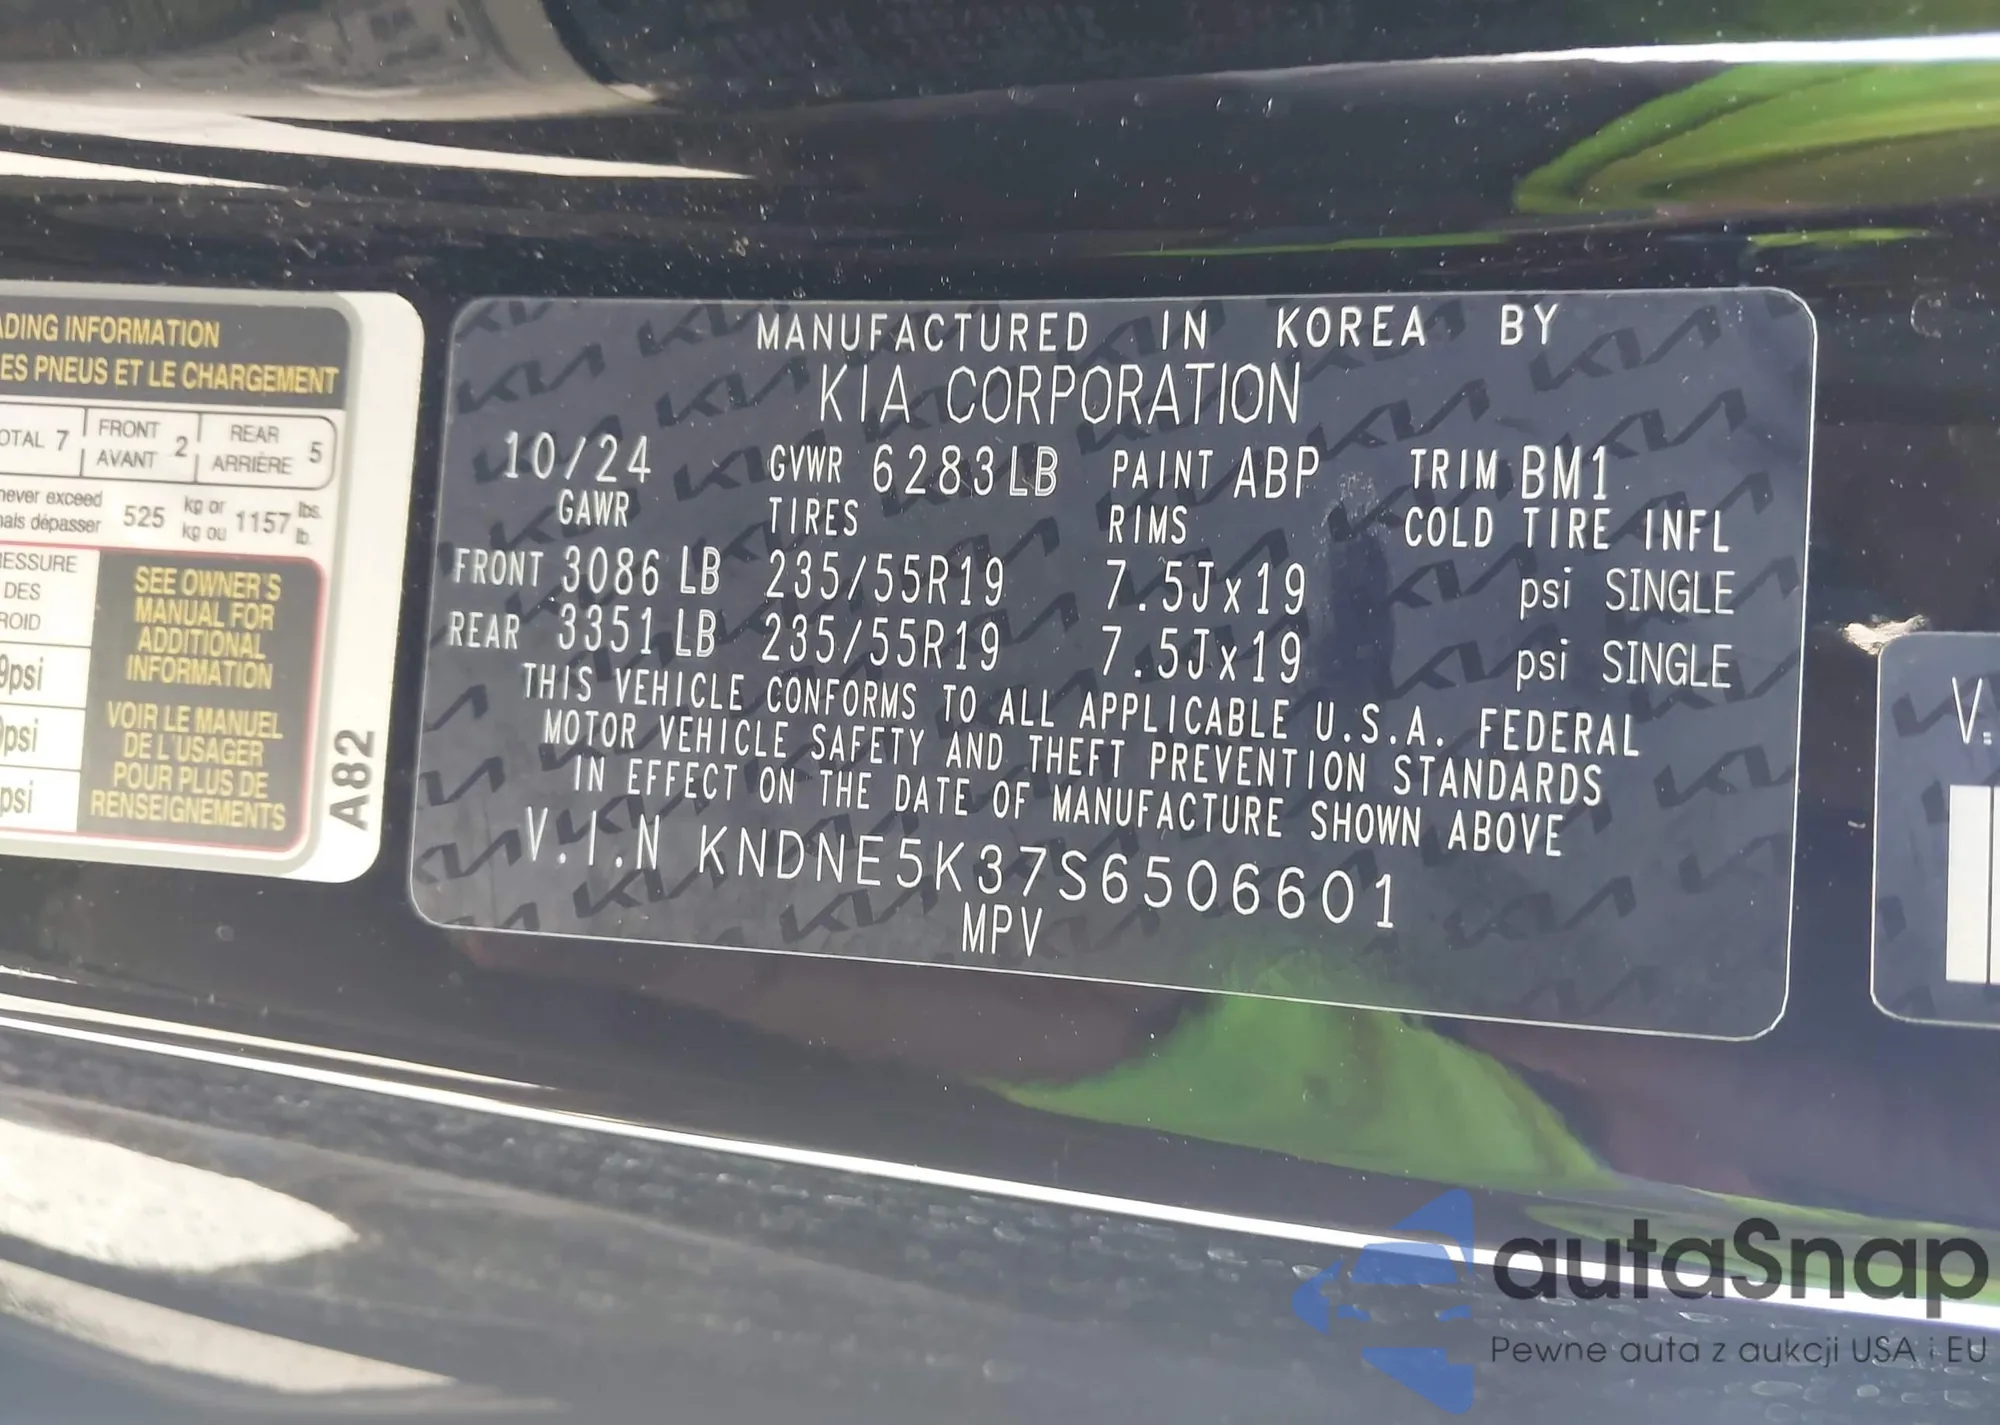 ADING INFORMATION
ES PNEUS ET LE CHARGEMENT
OTAL 7 FRONT AVANT 2 REAR ARRIÈRE 5
never exceed 525 kg or 1157 lbs.
ais dépasser kg ou lb.
ESSURE
DES
ROID
9psi
psi
psi
SEE OWNER'S
MANUAL FOR
ADDITIONAL
INFORMATION
VOIR LE MANUEL
DE L'USAGER
POUR PLUS DE
RENSEIGNEMENTS
A82
MANUFACTURED IN KOREA BY
KIA CORPORATION
10/24 GVWR 6283LB PAINT ABP TRIM BM1
GAWR TIRES RIMS COLD TIRE INFL
FRONT 3086 LB 235/55R19 7.5Jx19 psi SINGLE
REAR 3351 LB 235/55R19 7.5Jx19 psi SINGLE
THIS VEHICLE CONFORMS TO ALL APPLICABLE U.S.A. FEDERAL
MOTOR VEHICLE SAFETY AND THEFT PREVENTION STANDARDS
IN EFFECT ON THE DATE OF MANUFACTURE SHOWN ABOVE
V.I.N KNDNE5K37S6506601
MPV
V.
autaSnap
Pewne auta z aukcji USA i EU